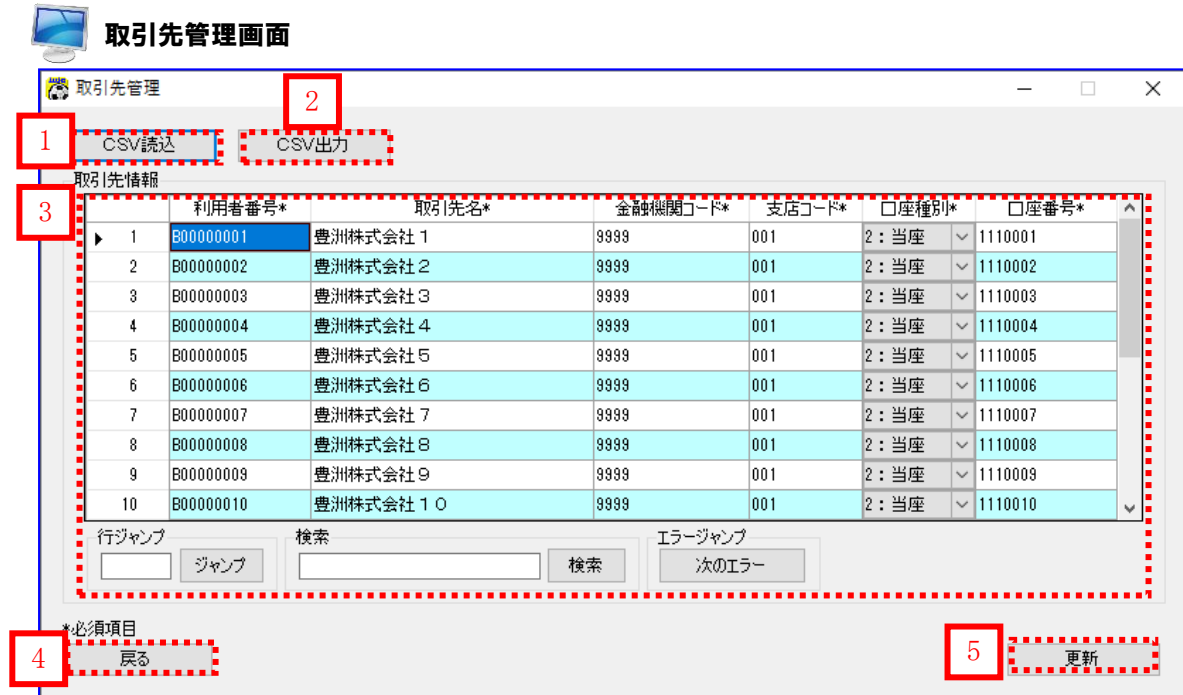 取引先管理画面
取引先管理
1
2
CSV読込
CSV出力
取引先情報
3
利用者番号* 取引先名* 金融機関コード* 支店コード* 口座種別* 口座番号*
1 B00000001 豊洲株式会社1 9999 001 2：当座 1110001
2 B00000002 豊洲株式会社2 9999 001 2：当座 1110002
3 B00000003 豊洲株式会社3 9999 001 2：当座 1110003
4 B00000004 豊洲株式会社4 9999 001 2：当座 1110004
5 B00000005 豊洲株式会社5 9999 001 2：当座 1110005
6 B00000006 豊洲株式会社6 9999 001 2：当座 1110006
7 B00000007 豊洲株式会社7 9999 001 2：当座 1110007
8 B00000008 豊洲株式会社8 9999 001 2：当座 1110008
9 B00000009 豊洲株式会社9 9999 001 2：当座 1110009
10 B00000010 豊洲株式会社10 9999 001 2：当座 1110010
行ジャンプ 検索 エラージャンプ
ジャンプ 検索 次のエラー
*必須項目
4
戻る
5
更新